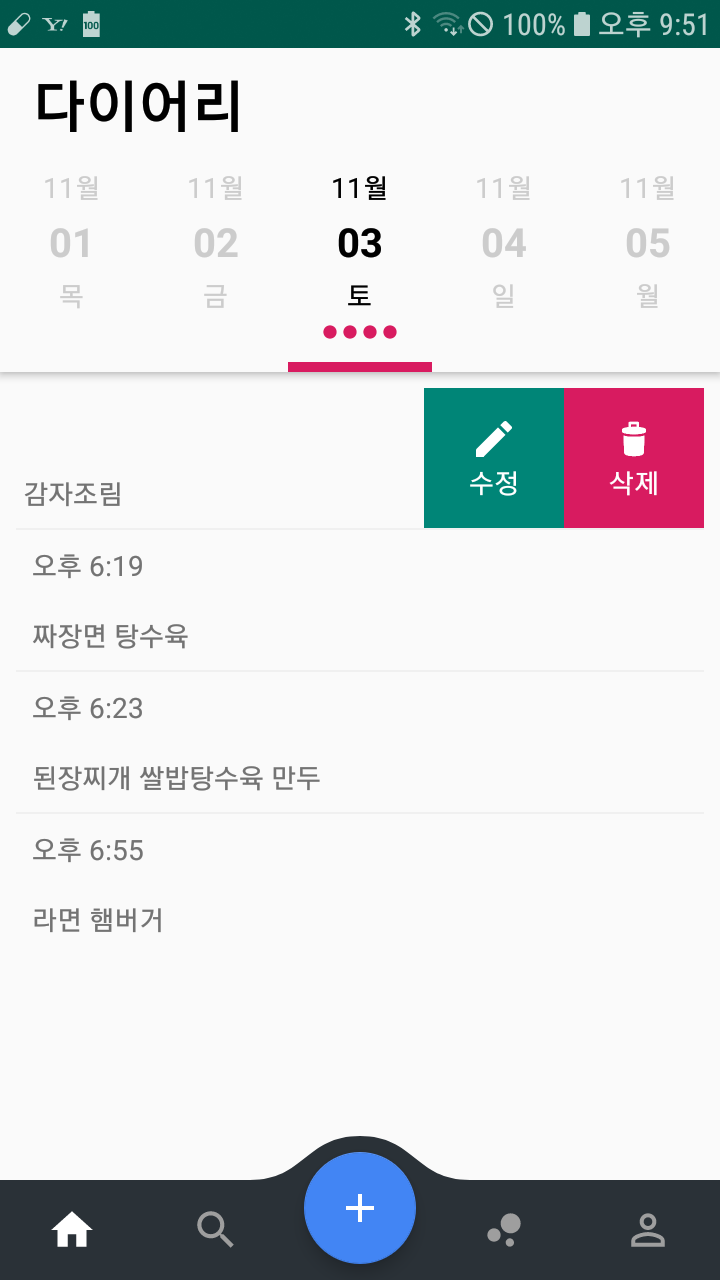 Y! 100 100% 오후 9:51
다이어리
11월 11월 11월 11월 11월
01 02 03 04 05
목 금 토 일 월
수정 삭제
감자조림
오후 6:19
짜장면 탕수육
오후 6:23
된장찌개 쌀밥탕수육 만두
오후 6:55
라면 햄버거